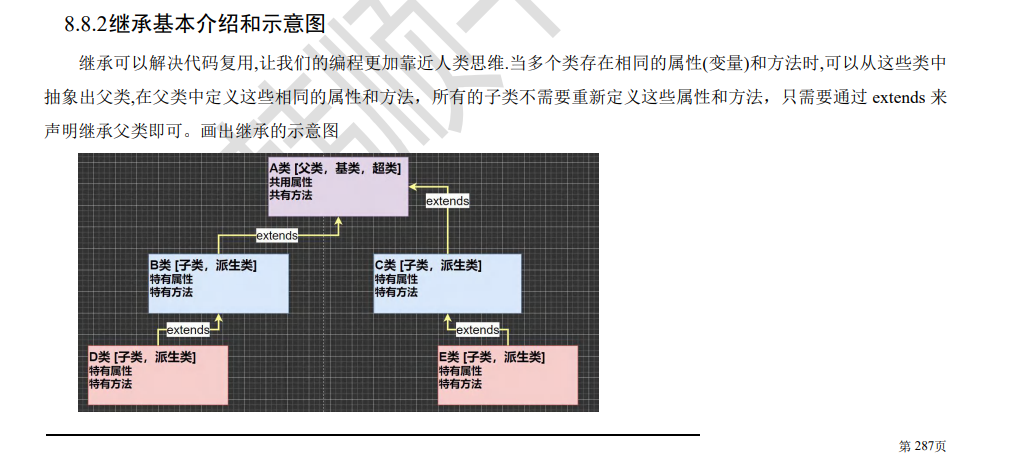 8.8.2继承基本介绍和示意图
继承可以解决代码复用,让我们的编程更加靠近人类思维.当多个类存在相同的属性(变量)和方法时,可以从这些类中
抽象出父类,在父类中定义这些相同的属性和方法，所有的子类不需要重新定义这些属性和方法，只需要通过 extends 来
声明继承父类即可。画出继承的示意图
A类 [父类，基类，超类]
共用属性
共有方法
extends
extends
B类 [子类，派生类]
特有属性
特有方法
C类 [子类，派生类]
特有属性
特有方法
extends
extends
D类 [子类，派生类]
特有属性
特有方法
E类 [子类，派生类]
特有属性
特有方法
第 287页